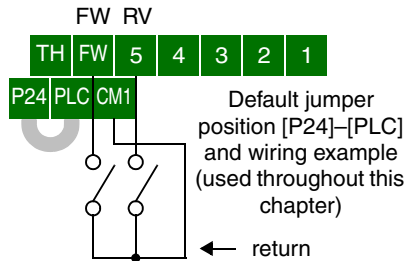 FW RV
TH FW 5 4 3 2 1
P24 PLC CM1
Default jumper
position [P24]–[PLC]
and wiring example
(used throughout this
chapter)
return